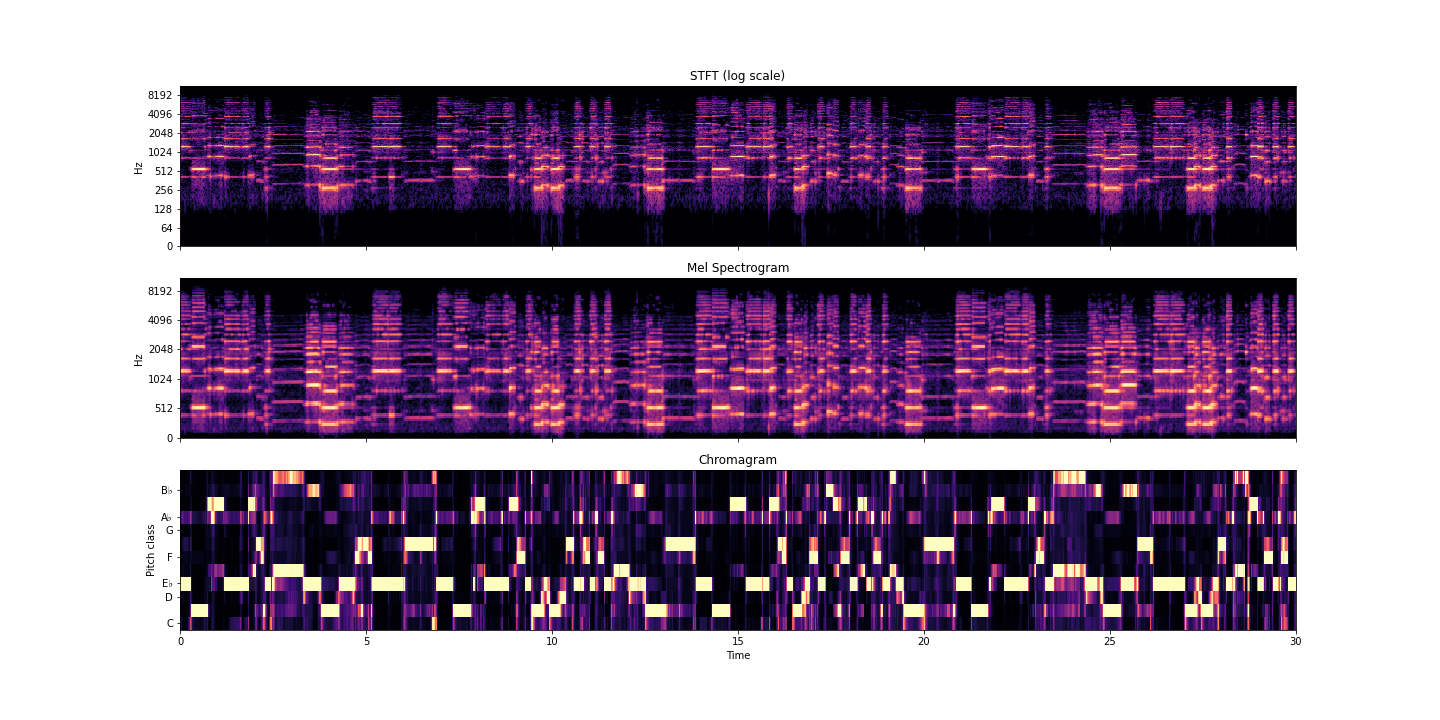 STFT (log scale)
8192
4096
2048
1024
512
256
128
64
0
Hz
Mel Spectrogram
8192
4096
2048
1024
512
0
Hz
Chromagram
B♭
A♭
G
F
E♭
D
C
Pitch class
0
5
10
15
20
25
30
Time